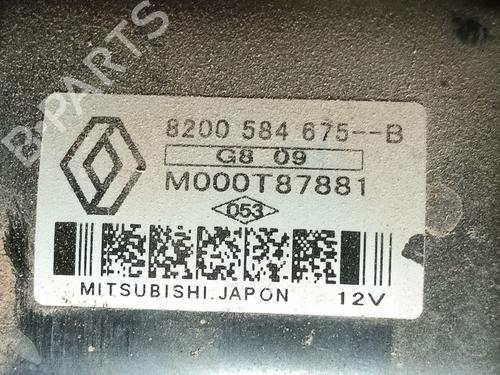 B-PARTS
8200 584 675--B
G8 09
M000T87881
053
MITSUBISHI.JAPON 12V